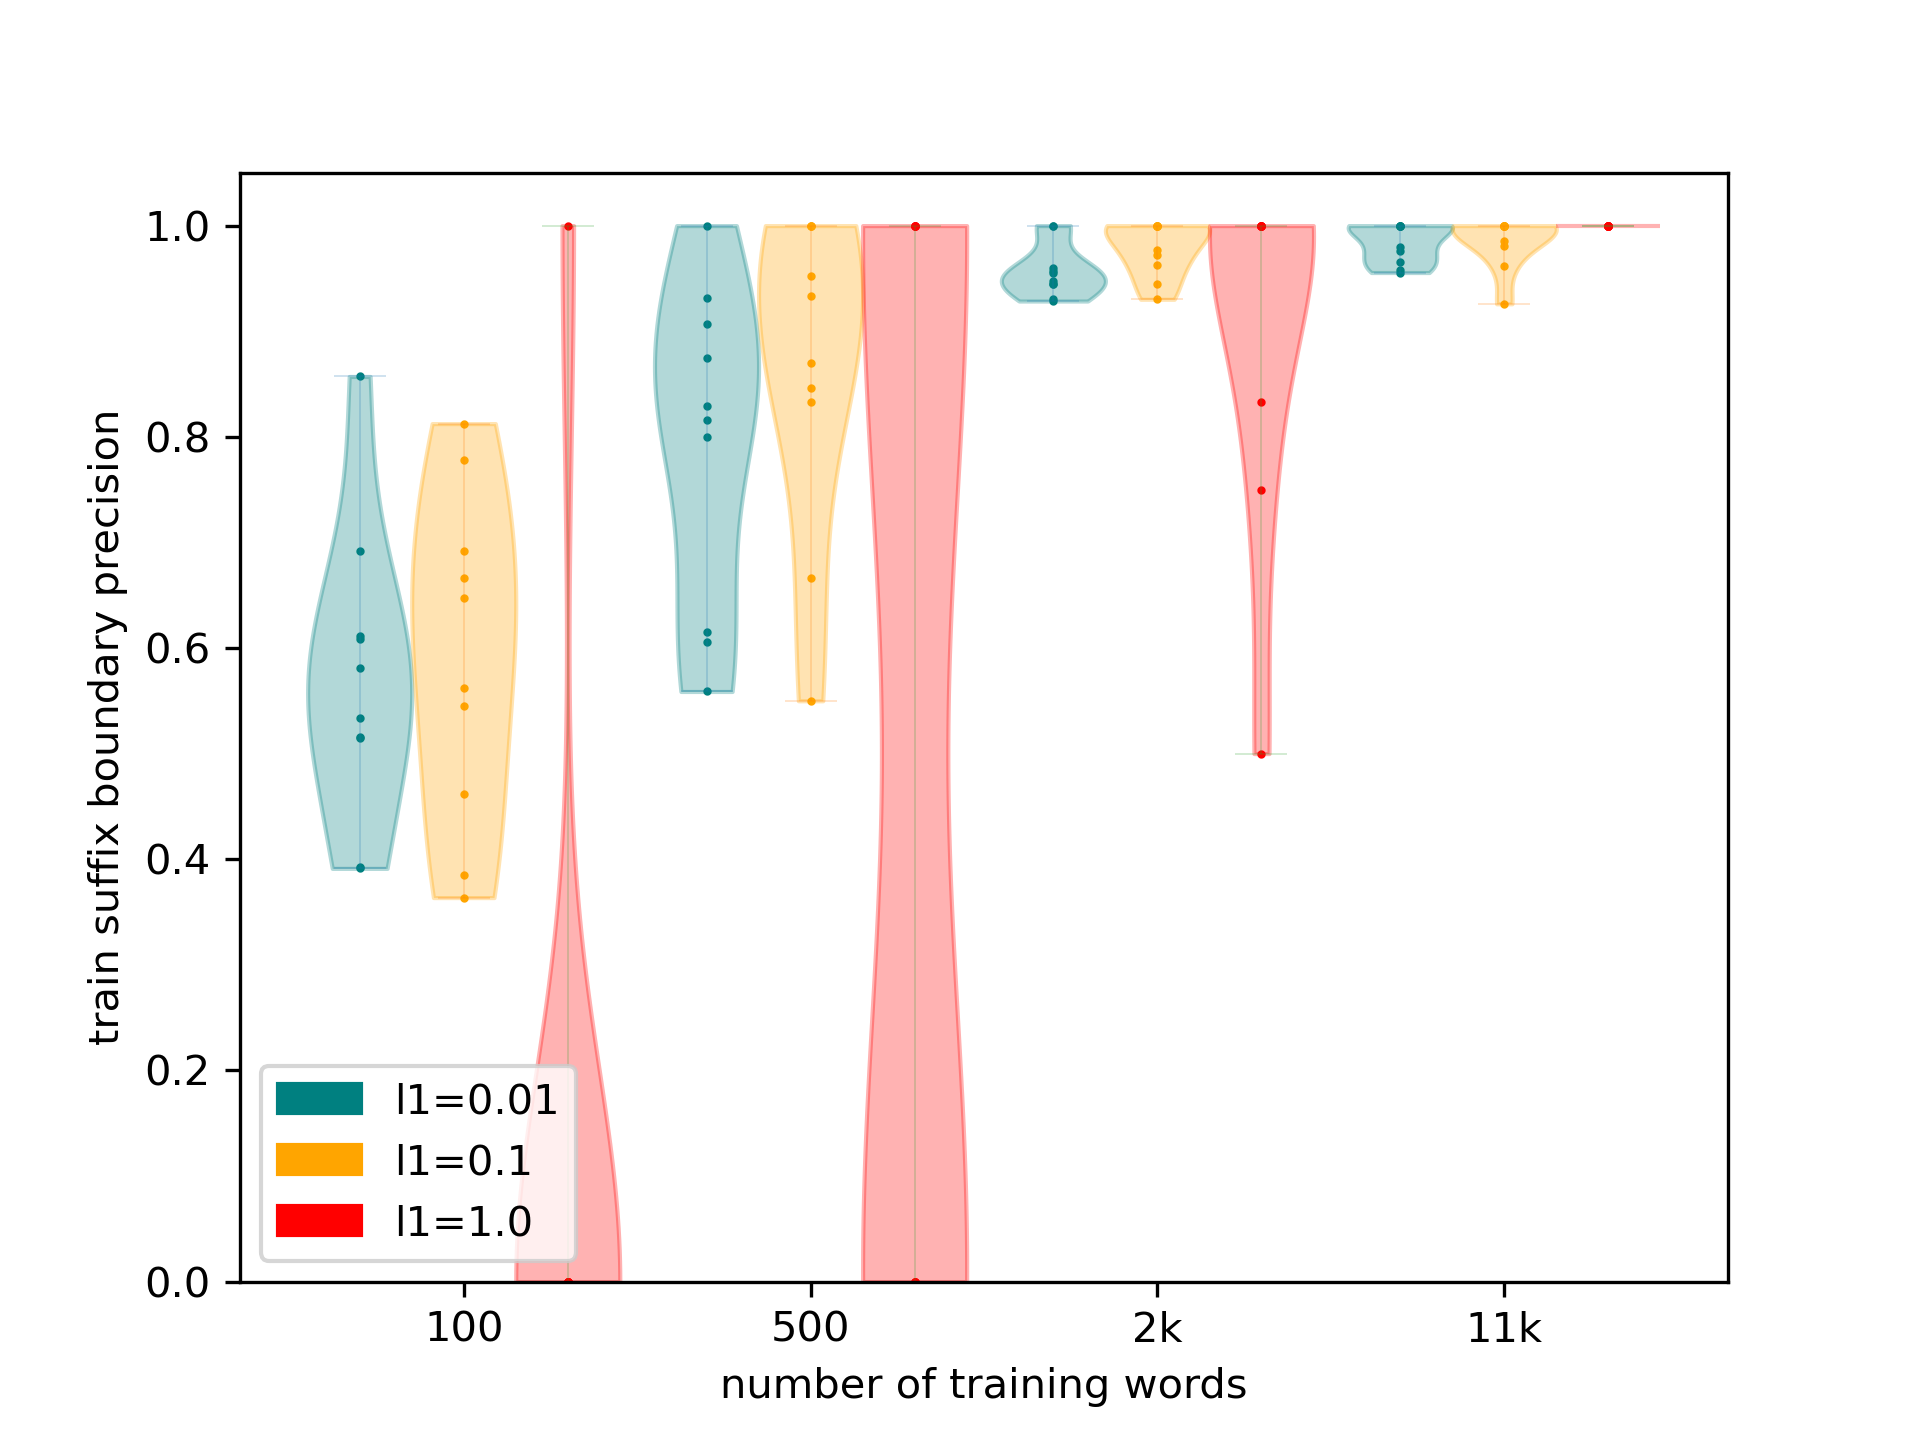 train suffix boundary precision
1.0
0.8
0.6
0.4
0.2
0.0
l1=0.01
l1=0.1
l1=1.0
100 500 2k 11k
number of training words